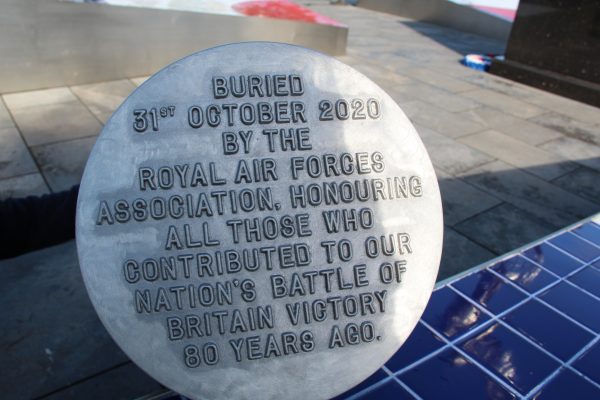 BURIED
31ST OCTOBER 2020
BY THE
ROYAL AIR FORCES
ASSOCIATION, HONOURING
ALL THOSE WHO
CONTRIBUTED TO OUR
NATION'S BATTLE OF
BRITAIN VICTORY
80 YEARS AGO.